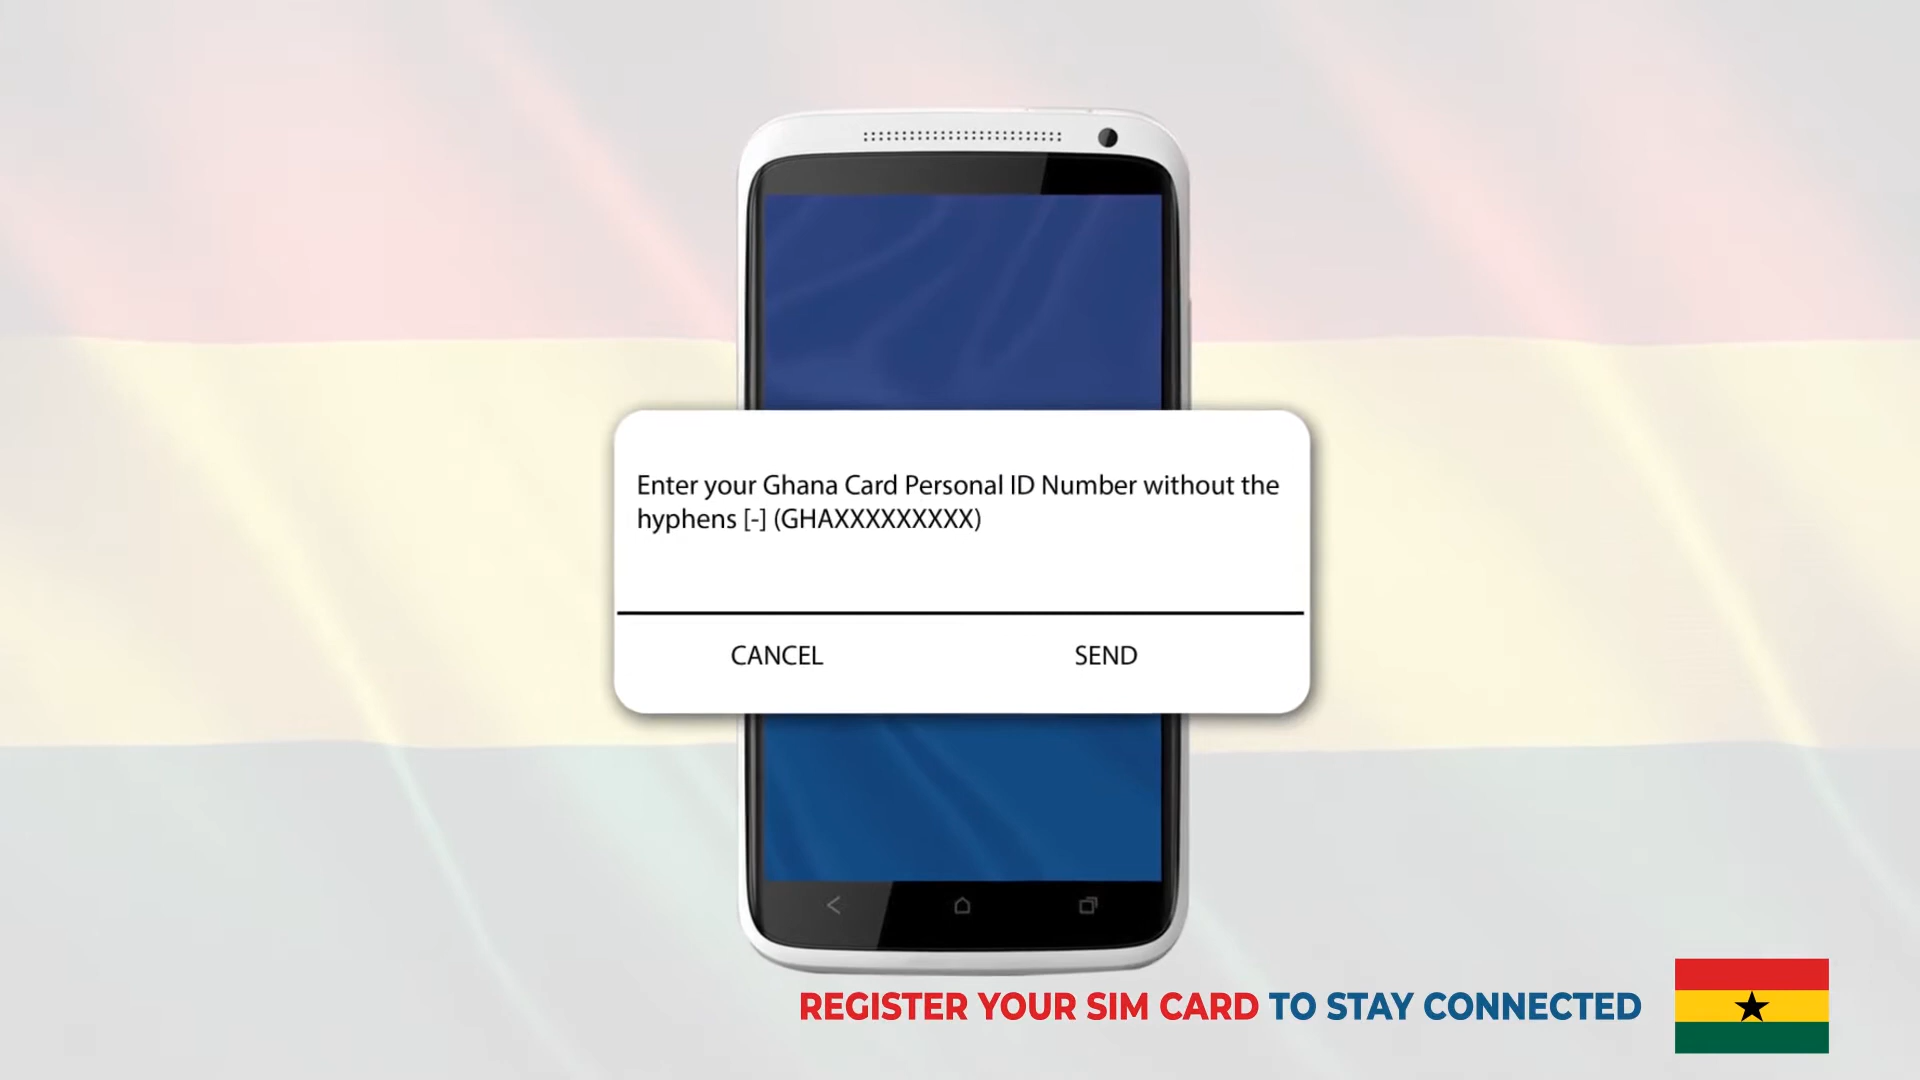 Enter your Ghana Card Personal ID Number without the
hyphens [-] (GHAXXXXXXXXX)
CANCEL SEND
REGISTER YOUR SIM CARD TO STAY CONNECTED